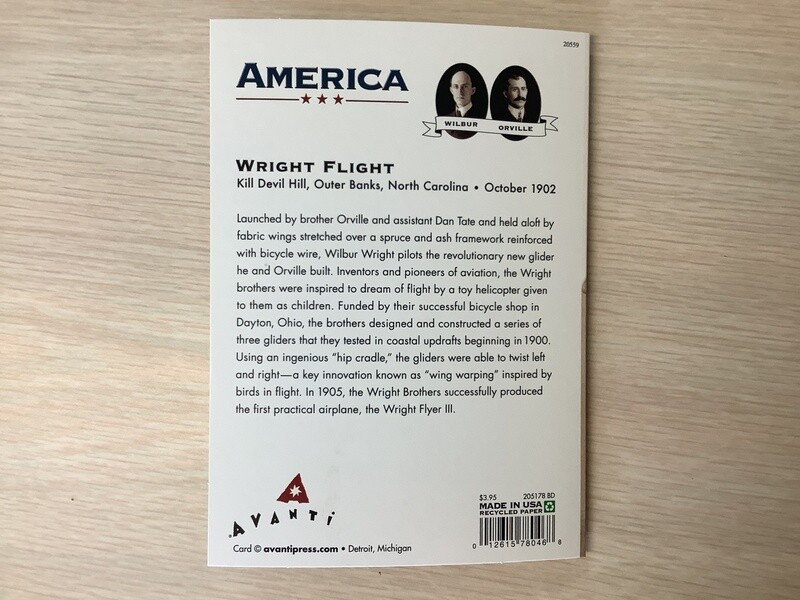 20559
AMERICA
WILBUR ORVILLE
WRIGHT FLIGHT
Kill Devil Hill, Outer Banks, North Carolina • October 1902
Launched by brother Orville and assistant Dan Tate and held aloft by
fabric wings stretched over a spruce and ash framework reinforced
with bicycle wire, Wilbur Wright pilots the revolutionary new glider
he and Orville built. Inventors and pioneers of aviation, the Wright
brothers were inspired to dream of flight by a toy helicopter given
to them as children. Funded by their successful bicycle shop in
Dayton, Ohio, the brothers designed and constructed a series of
three gliders that they tested in coastal updrafts beginning in 1900.
Using an ingenious “hip cradle,” the gliders were able to twist left
and right—a key innovation known as “wing warping” inspired by
birds in flight. In 1905, the Wright Brothers successfully produced
the first practical airplane, the Wright Flyer III.
AVANTi
Card © avantipress.com • Detroit, Michigan
$3.95 205178 BD
MADE IN USA
RECYCLED PAPER
0 12615 78046 8